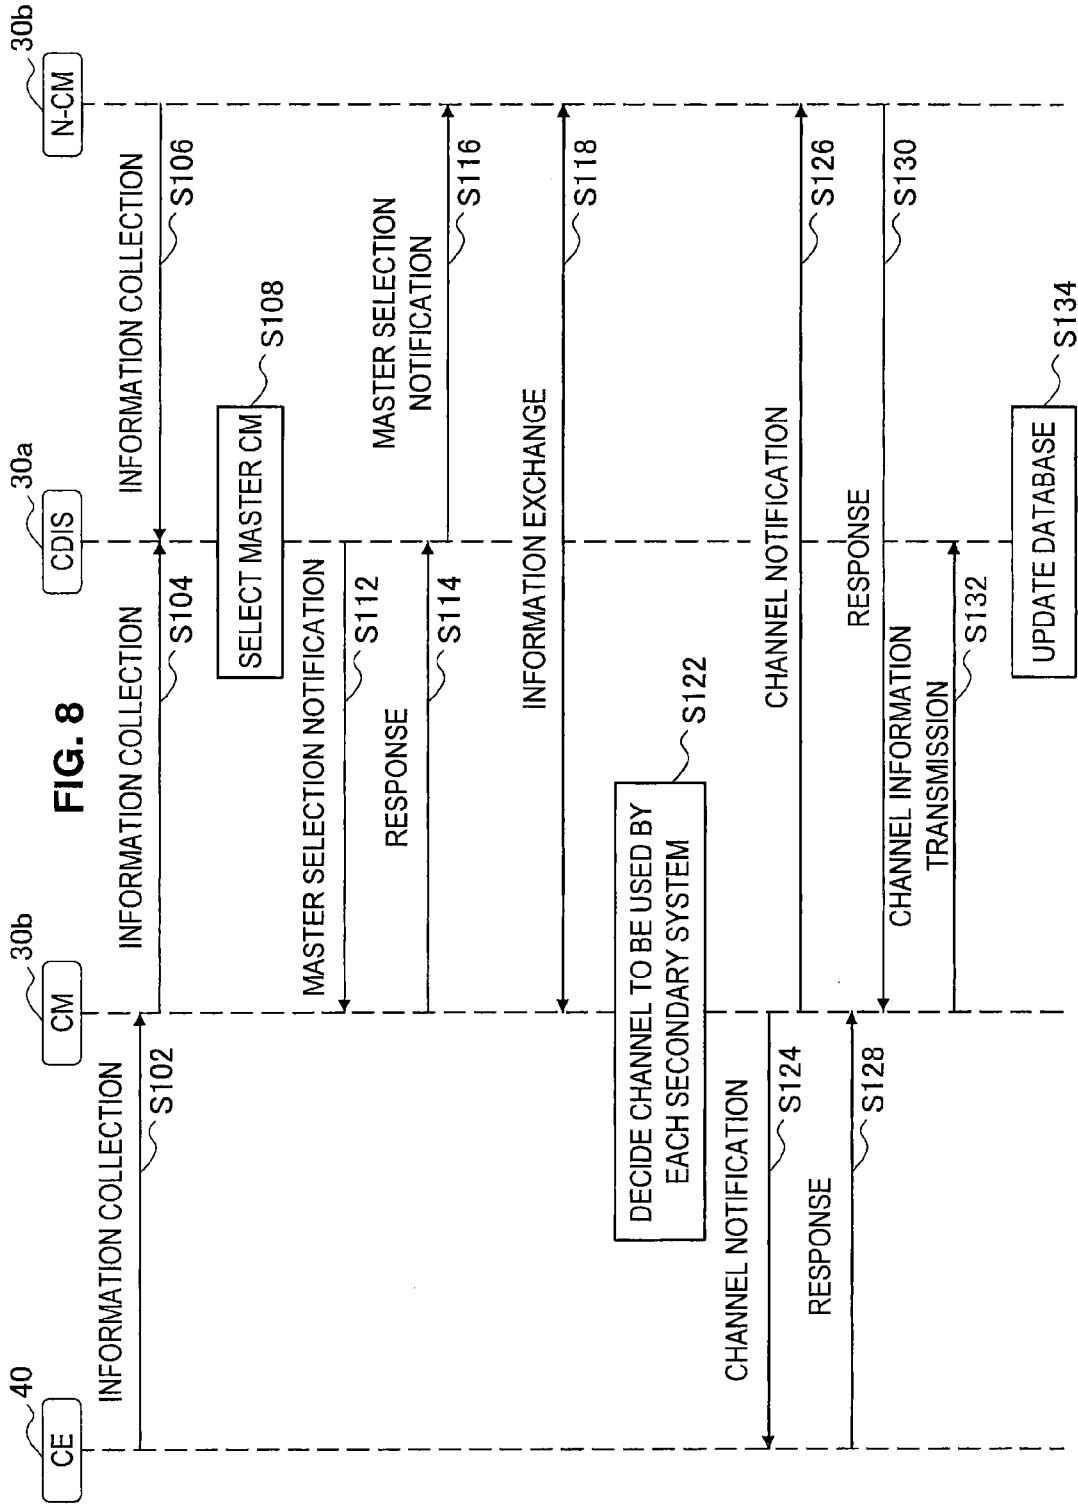 FIG. 8
40
CE
30b
CM
30a
CDIS
30b
N-CM
INFORMATION COLLECTION
S102
INFORMATION COLLECTION
S104
INFORMATION COLLECTION
S106
SELECT MASTER CM
S108
MASTER SELECTION NOTIFICATION
S112
RESPONSE
S114
MASTER SELECTION
NOTIFICATION
S116
INFORMATION EXCHANGE
S118
DECIDE CHANNEL TO BE USED BY
EACH SECONDARY SYSTEM
S122
CHANNEL NOTIFICATION
S124
CHANNEL NOTIFICATION
S126
RESPONSE
S128
RESPONSE
S130
CHANNEL INFORMATION
TRANSMISSION
S132
UPDATE DATABASE
S134